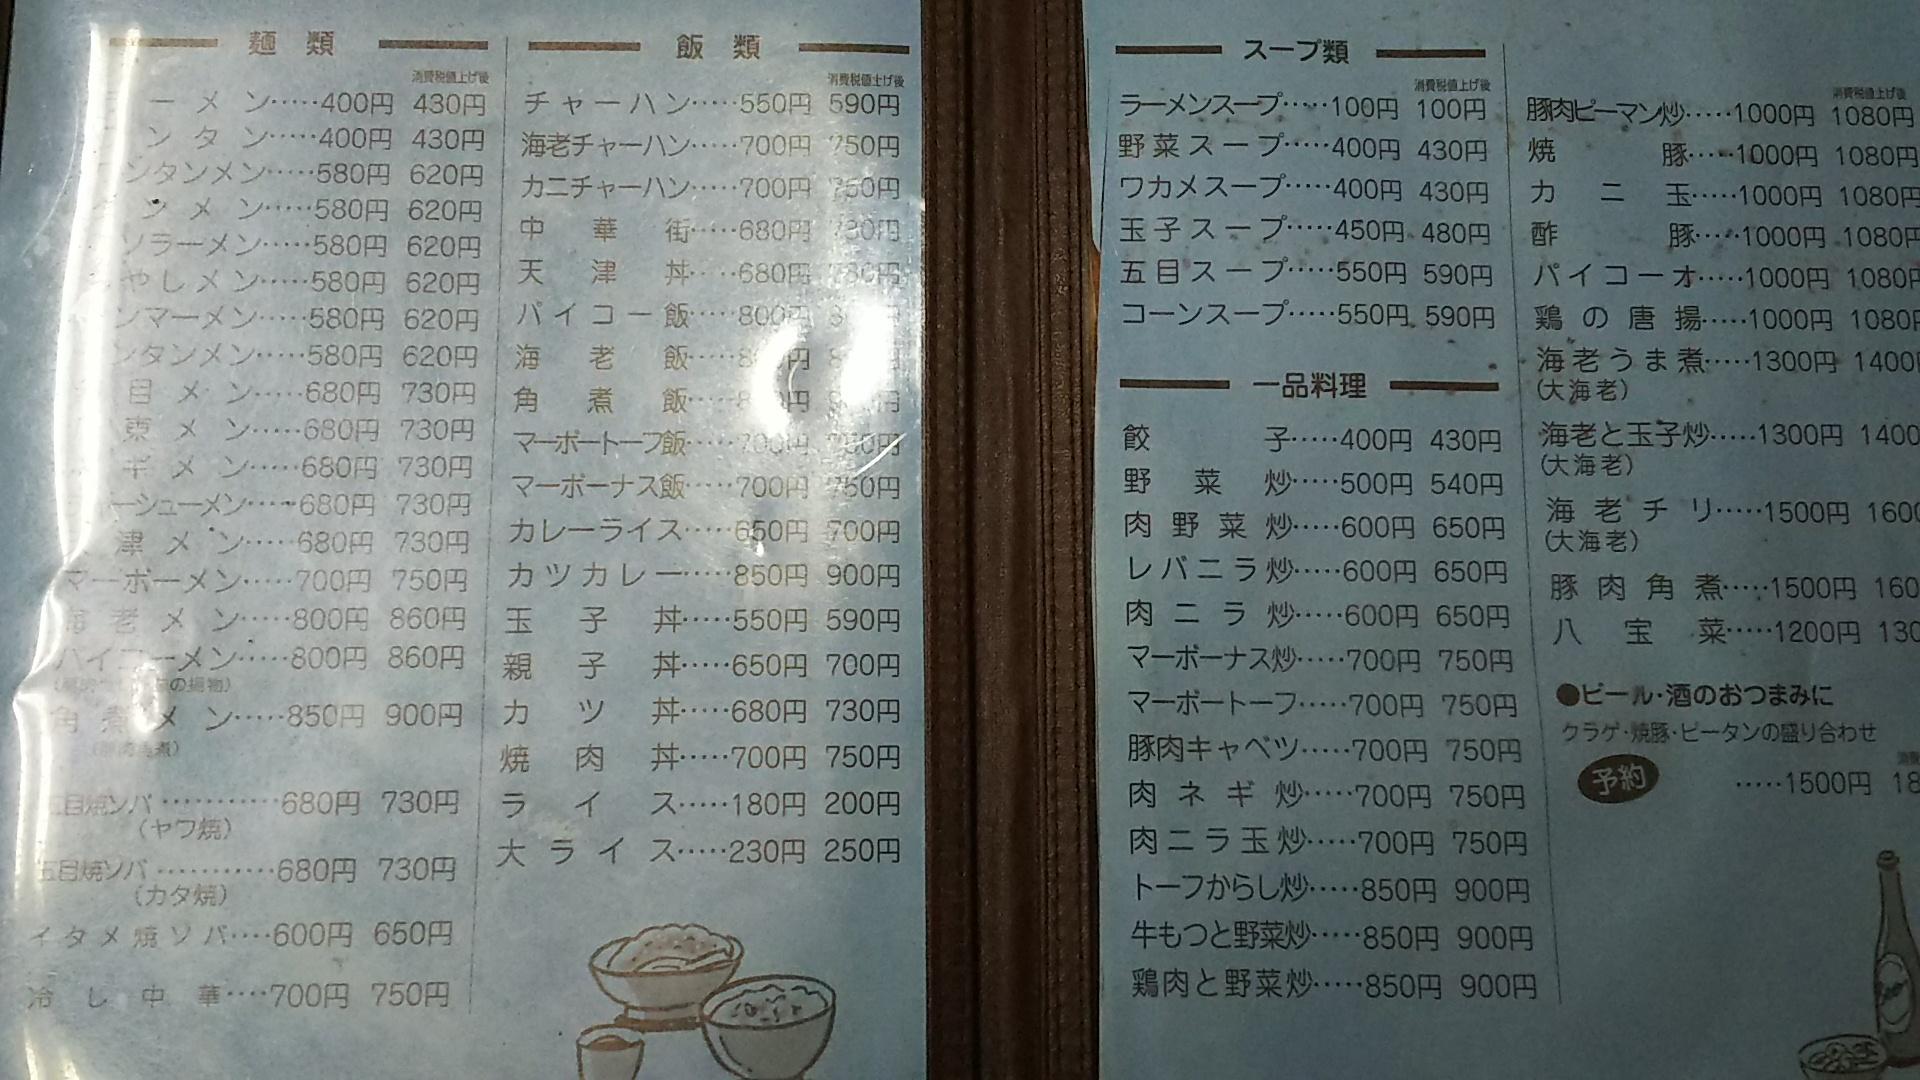 麺類
消費税値上げ後
ーメン‥‥‥400円 430円
ンタン‥‥‥400円 430円
ンタンメン‥‥‥580円 620円
メン‥‥‥580円 620円
ソラーメン‥‥‥580円 620円
やしメン‥‥‥580円 620円
ンマーメン‥‥‥580円 620円
ンタンメン‥‥‥580円 620円
目メン‥‥‥680円 730円
東メン‥‥‥680円 730円
ギメン‥‥‥680円 730円
ーシューメン‥‥‥680円 730円
津メン‥‥‥680円 730円
マーボーメン‥‥‥700円 750円
海老メン‥‥‥800円 860円
パイコーメン‥‥‥800円 860円
の揚物)
角煮メン‥‥‥850円 900円
五目焼ソバ‥‥‥‥‥‥680円 730円
(ヤワ焼)
五目焼ソバ‥‥‥‥‥‥680円 730円
(カタ焼)
イタメ焼ソバ‥‥600円 650円
冷し中華‥‥700円 750円
飯類
消費税値上げ後
チャーハン‥‥‥550円 590円
海老チャーハン‥‥‥700円 750円
カニチャーハン‥‥‥700円 750円
中華街‥‥‥680円 730円
天津丼‥‥‥680円 730円
パイコー飯‥‥‥800円
海老飯‥‥‥
角煮飯‥‥‥
マーボートーフ飯‥‥‥700円 750円
マーボーナス飯‥‥‥700円 750円
カレーライス‥‥‥650円 700円
カツカレー‥‥‥850円 900円
玉子丼‥‥‥550円 590円
親子丼‥‥‥650円 700円
カツ丼‥‥‥680円 730円
焼肉丼‥‥‥700円 750円
ライス‥‥‥180円 200円
大ライス‥‥‥230円 250円
スープ類
消費税値上げ後
ラーメンスープ‥‥‥100円 100円
野菜スープ‥‥‥400円 430円
ワカメスープ‥‥‥400円 430円
玉子スープ‥‥‥450円 480円
五目スープ‥‥‥550円 590円
コーンスープ‥‥‥550円 590円
一品料理
餃子‥‥‥400円 430円
野菜炒‥‥‥500円 540円
肉野菜炒‥‥‥600円 650円
レバニラ炒‥‥‥600円 650円
肉ニラ炒‥‥‥600円 650円
マーボーナス炒‥‥‥700円 750円
マーボートーフ‥‥‥700円 750円
豚肉キャベツ‥‥‥700円 750円
肉ネギ炒‥‥‥700円 750円
肉ニラ玉炒‥‥‥700円 750円
トーフからし炒‥‥‥850円 900円
牛もつと野菜炒‥‥‥850円 900円
鶏肉と野菜炒‥‥‥850円 900円
消費税値上げ後
豚肉ピーマン炒‥‥‥1000円 1080円
焼豚‥‥‥1000円 1080円
カニ玉‥‥‥1000円 1080円
酢豚‥‥‥1000円 1080円
パイコーオ‥‥‥1000円 1080円
鶏の唐揚‥‥‥1000円 1080円
海老うま煮‥‥‥1300円 1400円
(大海老)
海老と玉子炒‥‥‥1300円 1400
(大海老)
海老チリ‥‥‥1500円 1600
(大海老)
豚肉角煮‥‥‥1500円 160
八宝菜‥‥‥1200円 130
●ビール・酒のおつまみに
クラゲ・焼豚・ピータンの盛り合わせ
消費
予約 ‥‥‥1500円 18